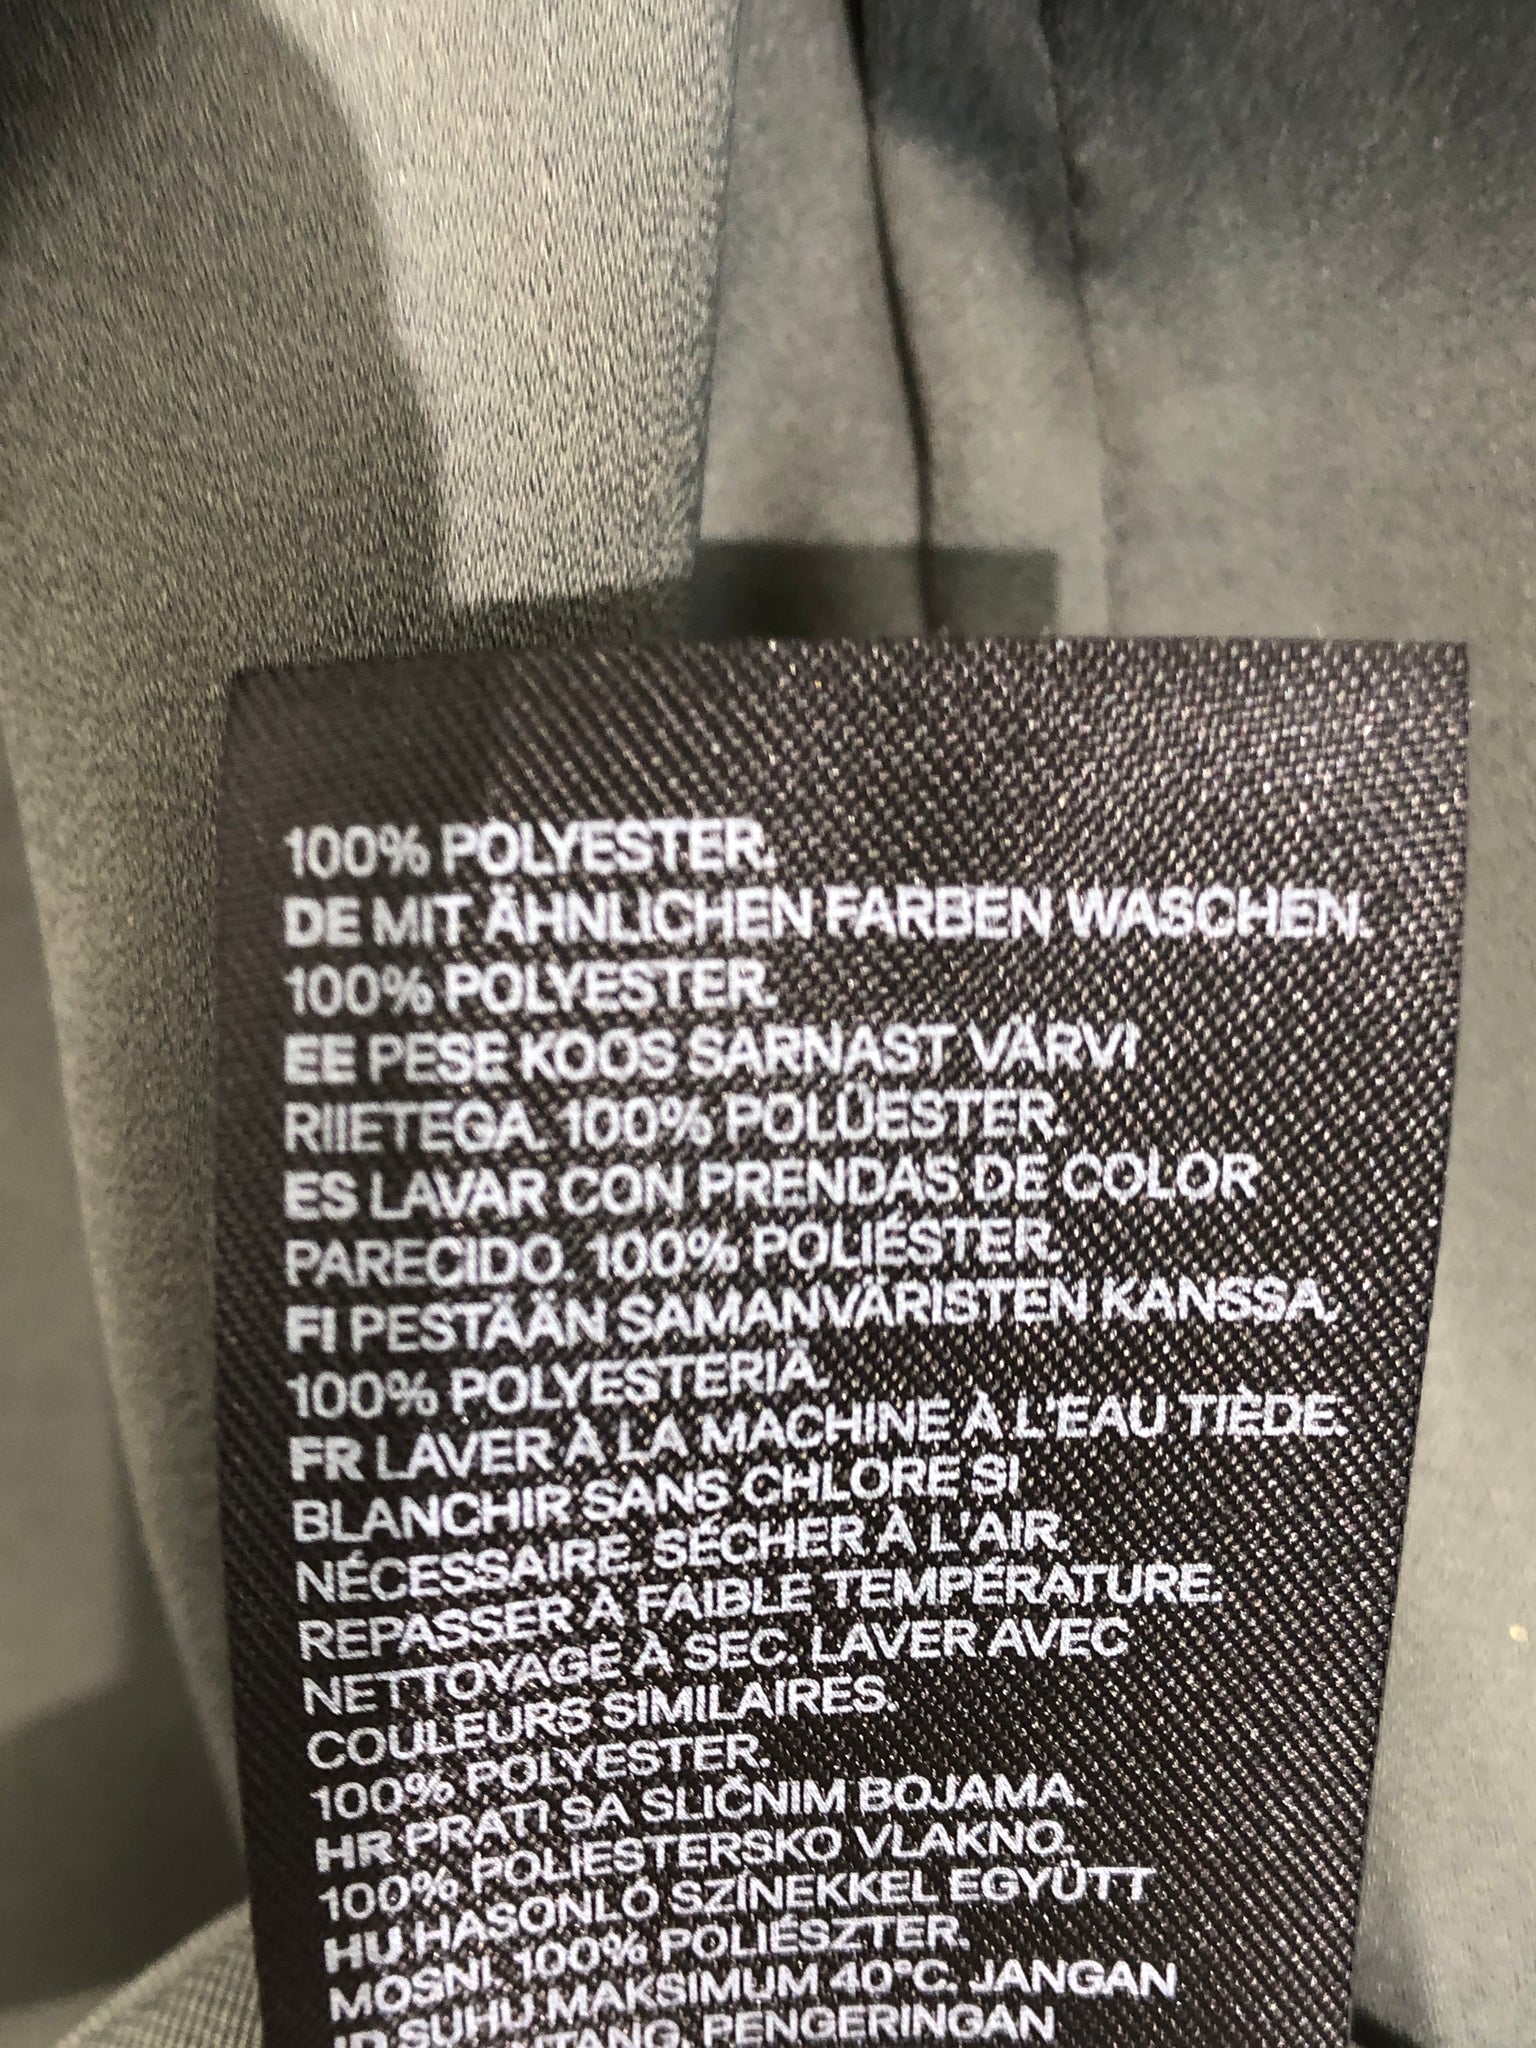 100% POLYESTER.
DE MIT ÄHNLICHEN FARBEN WASCHEN.
100% POLYESTER.
EE PESE KOOS SARNAST VÄRVI
RIIETEGA. 100% POLÜESTER.
ES LAVAR CON PRENDAS DE COLOR
PARECIDO. 100% POLIÉSTER.
FI PESTÄÄN SAMANVÄRISTEN KANSSA.
100% POLYESTERIÄ.
FR LAVER À LA MACHINE À L'EAU TIÈDE.
BLANCHIR SANS CHLORE SI
NÉCESSAIRE. SÉCHER À L'AIR.
REPASSER À FAIBLE TEMPÉRATURE.
NETTOYAGE À SEC. LAVER AVEC
COULEURS SIMILAIRES.
100% POLYESTER.
HR PRATI SA SLIČNIM BOJAMA.
100% POLIESTERSKO VLAKNO.
HU HASONLÓ SZÍNEKKEL EGYÜTT
MOSNI. 100% POLIÉSZTER.
ID SUHU MAKSIMUM 40°C. JANGAN
PENGERINGAN